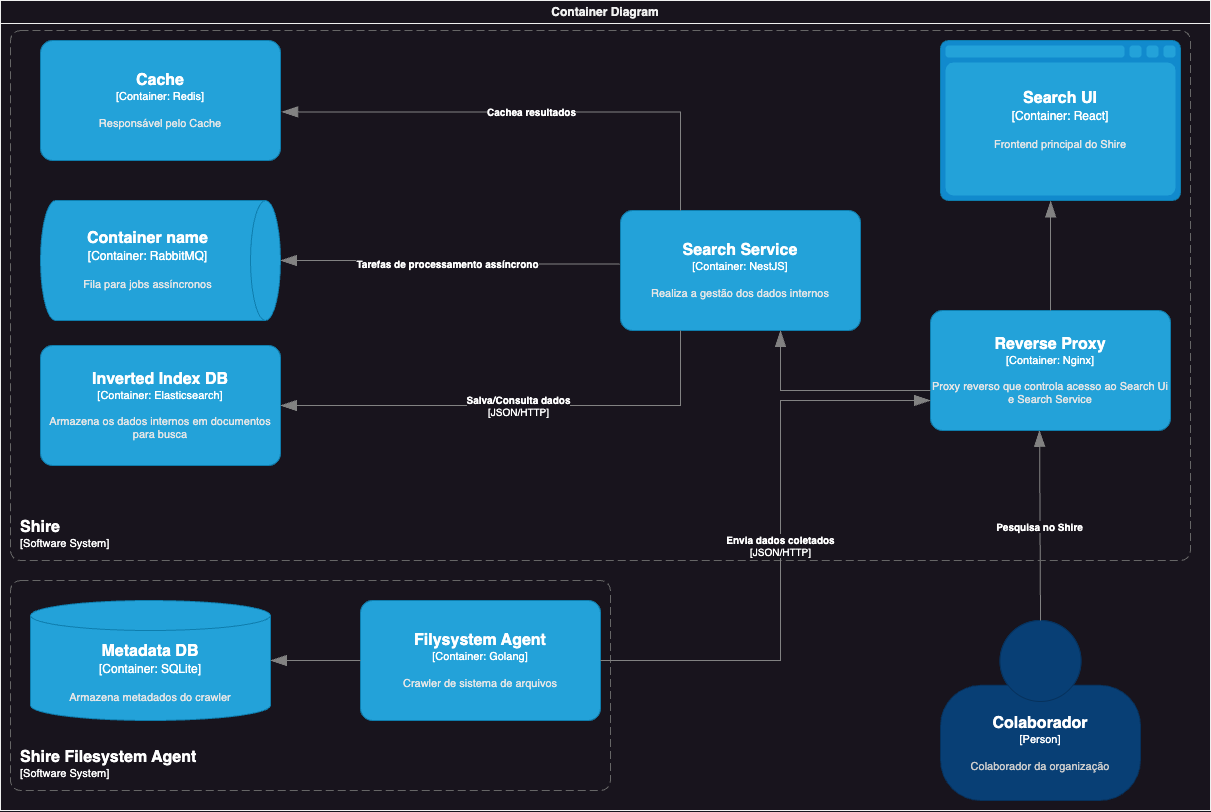 Container Diagram
Cache
[Container: Redis]
Responsável pelo Cache
Cachea resultados
Search UI
[Container: React]
Frontend principal do Shire
Container name
[Container: RabbitMQ]
Fila para jobs assíncronos
Tarefas de processamento assíncrono
Search Service
[Container: NestJS]
Realiza a gestão dos dados internos
Inverted Index DB
[Container: Elasticsearch]
Armazena os dados internos em documentos
para busca
Salva/Consulta dados
[JSON/HTTP]
Reverse Proxy
[Container: Nginx]
Proxy reverso que controla acesso ao Search Ui
e Search Service
Shire
[Software System]
Envia dados coletados
[JSON/HTTP]
Pesquisa no Shire
Metadata DB
[Container: SQLite]
Armazena metadados do crawler
Filysystem Agent
[Container: Golang]
Crawler de sistema de arquivos
Shire Filesystem Agent
[Software System]
Colaborador
[Person]
Colaborador da organização